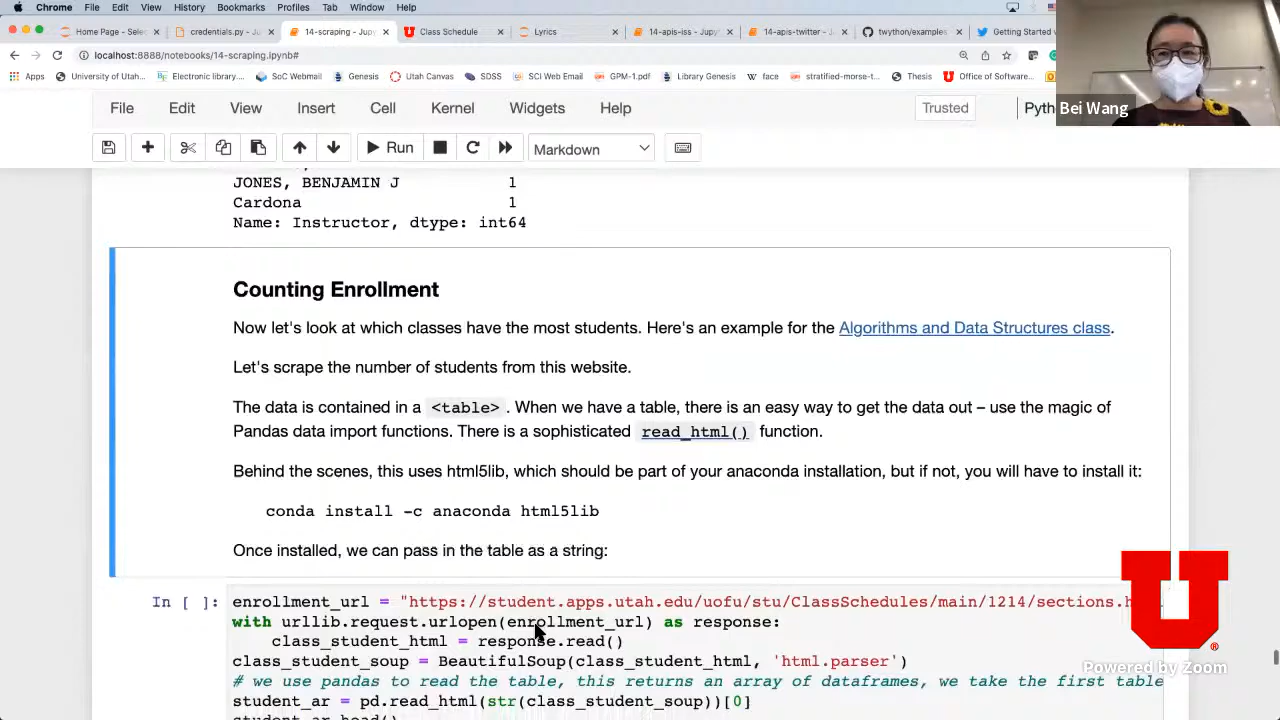 Chrome File Edit View History Bookmarks Profiles Tab Window Help
Home Page - Select credentials.py - Jup 14-scraping - Jupyt Class Schedule Lyrics 14-apis-iss - Jupy 14-apis-twitter - J twython/examples Getting Started w
localhost:8888/notebooks/14-scraping.ipynb#
Apps University of Utah... Electronic library... SoC Webmail Genesis Utah Canvas SDSS SCI Web Email GPM-1.pdf Library Genesis face stratified-morse-t... Thesis Office of Software...
File Edit View Insert Cell Kernel Widgets Help Trusted Pyth
Bei Wang
Run Markdown
JONES, BENJAMIN J 1
Cardona 1
Name: Instructor, dtype: int64
Counting Enrollment
Now let's look at which classes have the most students. Here's an example for the Algorithms and Data Structures class.
Let's scrape the number of students from this website.
The data is contained in a <table> . When we have a table, there is an easy way to get the data out – use the magic of
Pandas data import functions. There is a sophisticated read_html() function.
Behind the scenes, this uses html5lib, which should be part of your anaconda installation, but if not, you will have to install it:
conda install -c anaconda html5lib
Once installed, we can pass in the table as a string:
In [ ]: enrollment_url = "https://student.apps.utah.edu/uofu/stu/ClassSchedules/main/1214/sections.h
with urllib.request.urlopen(enrollment_url) as response:
class_student_html = response.read()
class_student_soup = BeautifulSoup(class_student_html, 'html.parser')
# we use pandas to read the table, this returns an array of dataframes, we take the first table
student_ar = pd.read_html(str(class_student_soup))[0]
student_ar.head()
U
Powered by Zoom